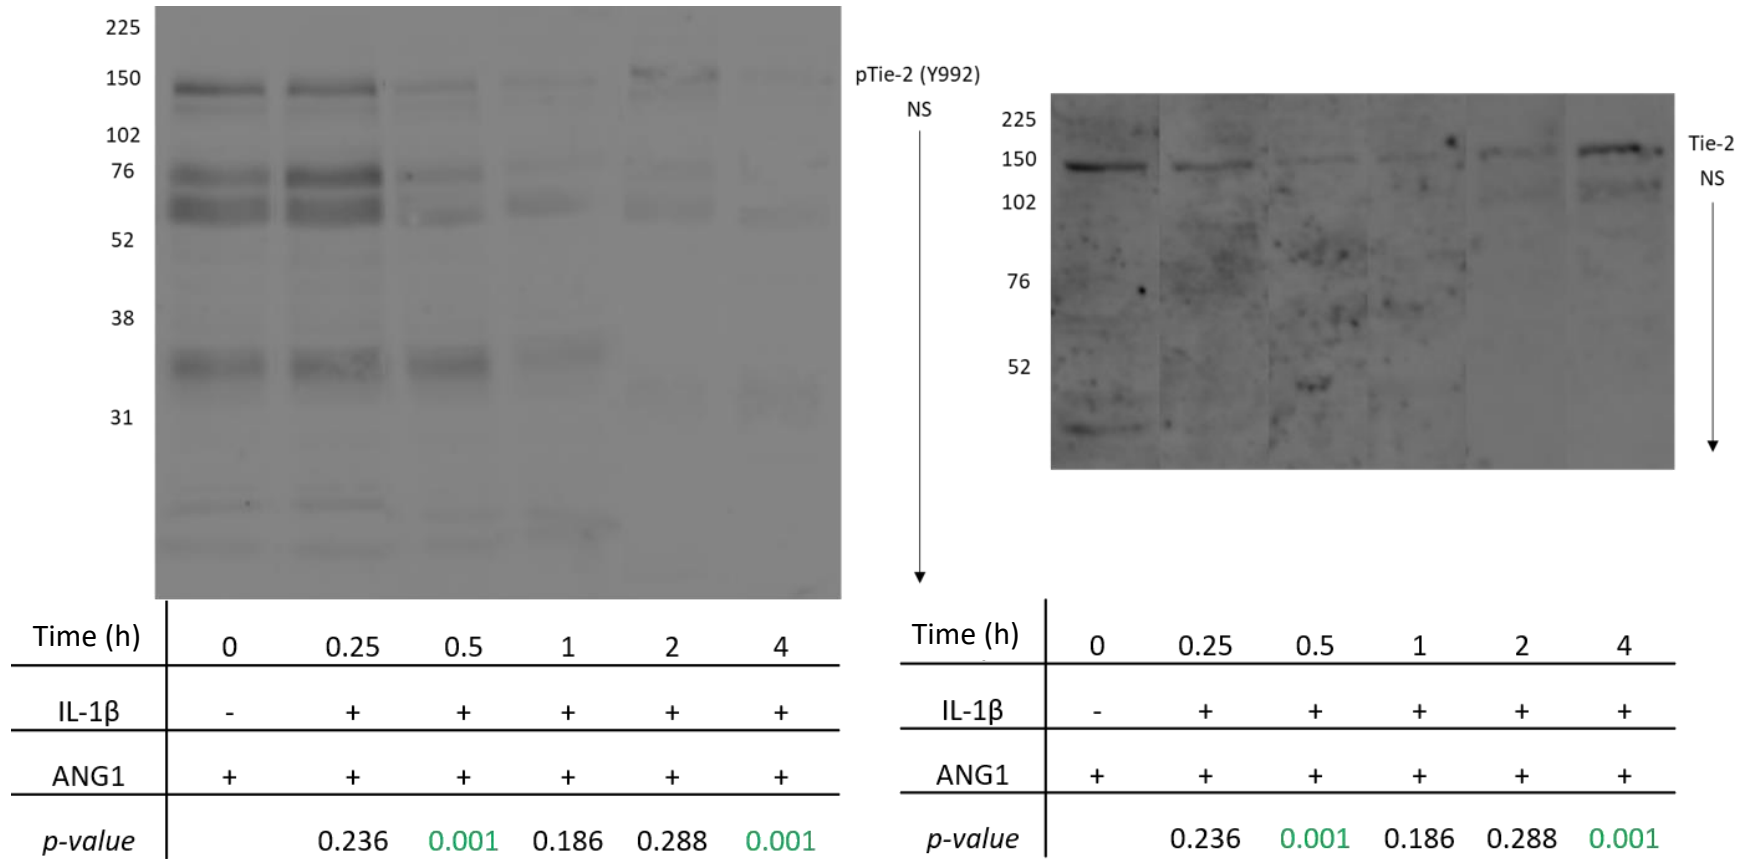 225
150
102
76
52
38
31
pTie-2 (Y992)
NS
225
150
102
76
52
Tie-2
NS
Time (h) 0 0.25 0.5 1 2 4
IL-1β - + + + + +
ANG1 + + + + + +
p-value 0.236 0.001 0.186 0.288 0.001
Time (h) 0 0.25 0.5 1 2 4
IL-1β - + + + + +
ANG1 + + + + + +
p-value 0.236 0.001 0.186 0.288 0.001